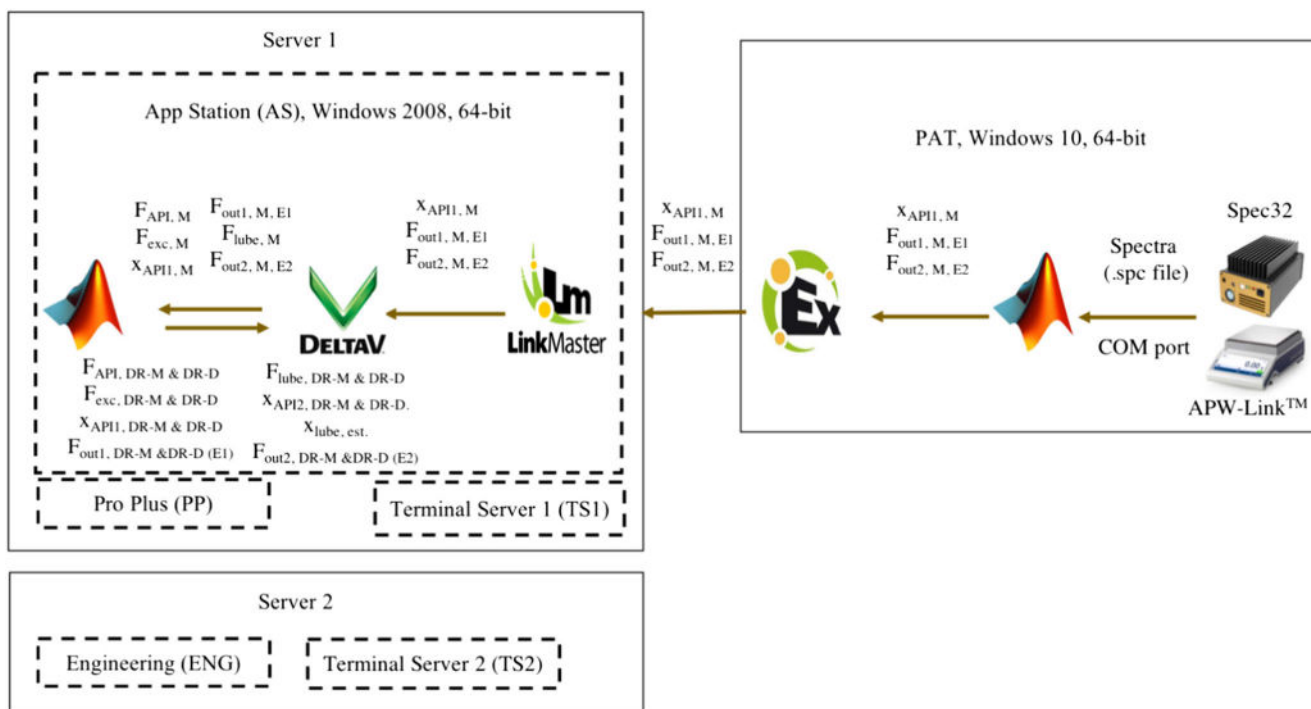 Server 1
App Station (AS), Windows 2008, 64-bit
F_API, M
F_exc, M
x_API1, M
F_out1, M, E1
F_lube, M
F_out2, M, E2
x_API1, M
F_out1, M, E1
F_out2, M, E2
DELTAV
Lm
LinkMaster
F_API, DR-M & DR-D
F_exc, DR-M & DR-D
x_API1, DR-M & DR-D
F_out1, DR-M &DR-D (E1)
F_lube, DR-M & DR-D
x_API2, DR-M & DR-D.
x_lube, est.
F_out2, DR-M &DR-D (E2)
Pro Plus (PP)
Terminal Server 1 (TS1)
x_API1, M
F_out1, M, E1
F_out2, M, E2
PAT, Windows 10, 64-bit
Ex
x_API1, M
F_out1, M, E1
F_out2, M, E2
Spectra
(.spc file)
COM port
Spec32
0.00
APW-Link™
Server 2
Engineering (ENG)
Terminal Server 2 (TS2)